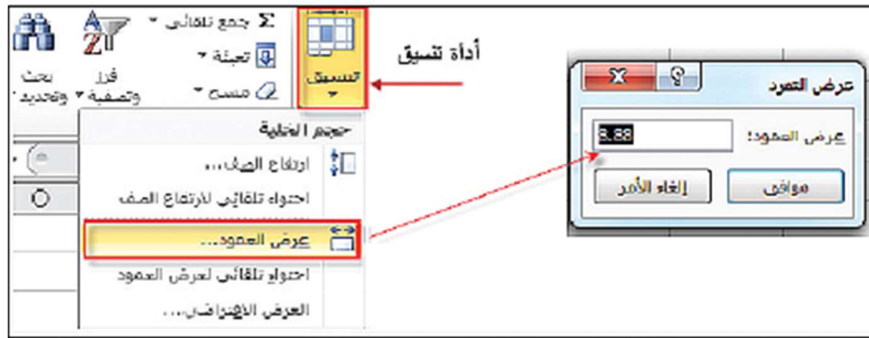 Σ جمع تلقائي
تعبئة
مسح
فرز
وتصفية
بحث
وتحديد
تنسيق
أداة تنسيق
حجم الخلية
ارتفاع الصف...
احتواء تلقائي لارتفاع الصف
عرض العمود...
احتواء تلقائي لعرض العمود
العرض الافتراضي...
عرض العمود
عرض العمود:
8.88
موافق
إلغاء الأمر